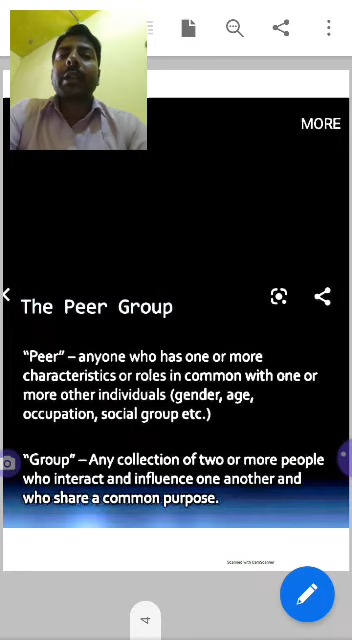 MORE
The Peer Group
"Peer" – anyone who has one or more
characteristics or roles in common with one or
more other individuals (gender, age,
occupation, social group etc.)
"Group" – Any collection of two or more people
who interact and influence one another and
who share a common purpose.
Scanned with CamScanner
4